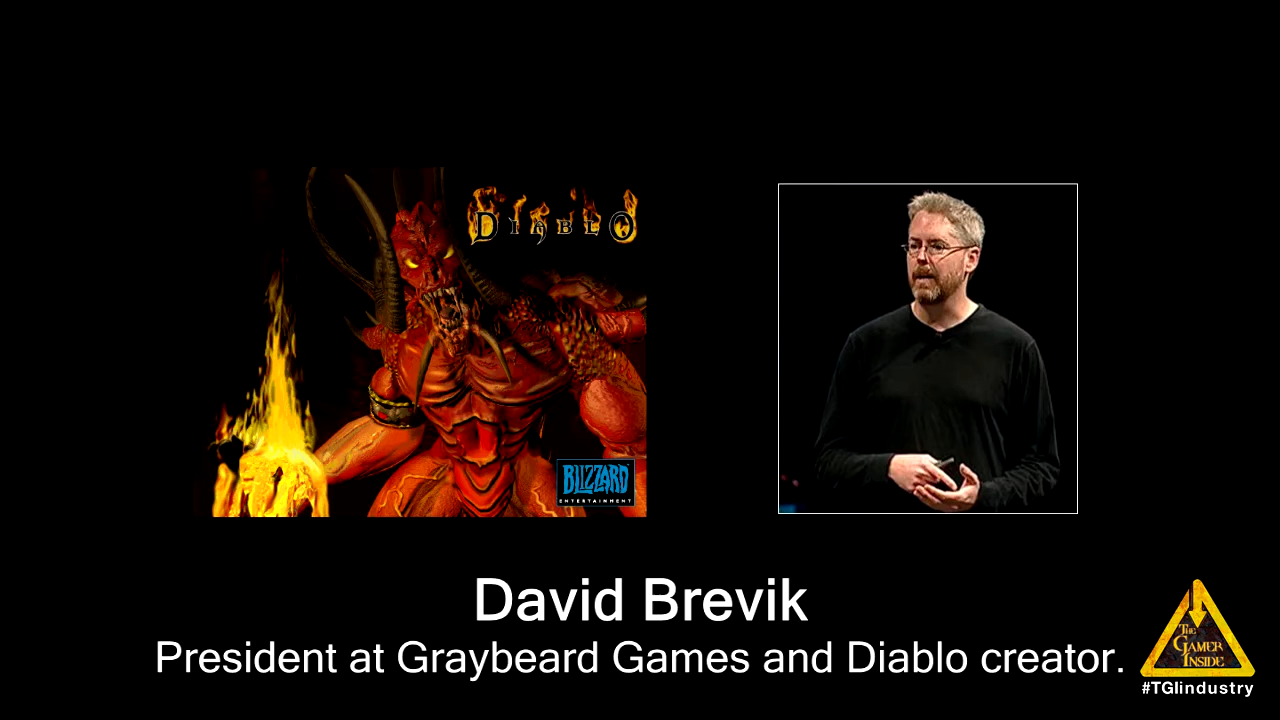 DIABLO
BLIZZARD
ENTERTAINMENT
David Brevik
President at Graybeard Games and Diablo creator.
THE
GAMER
INSIDE
#TGIindustry